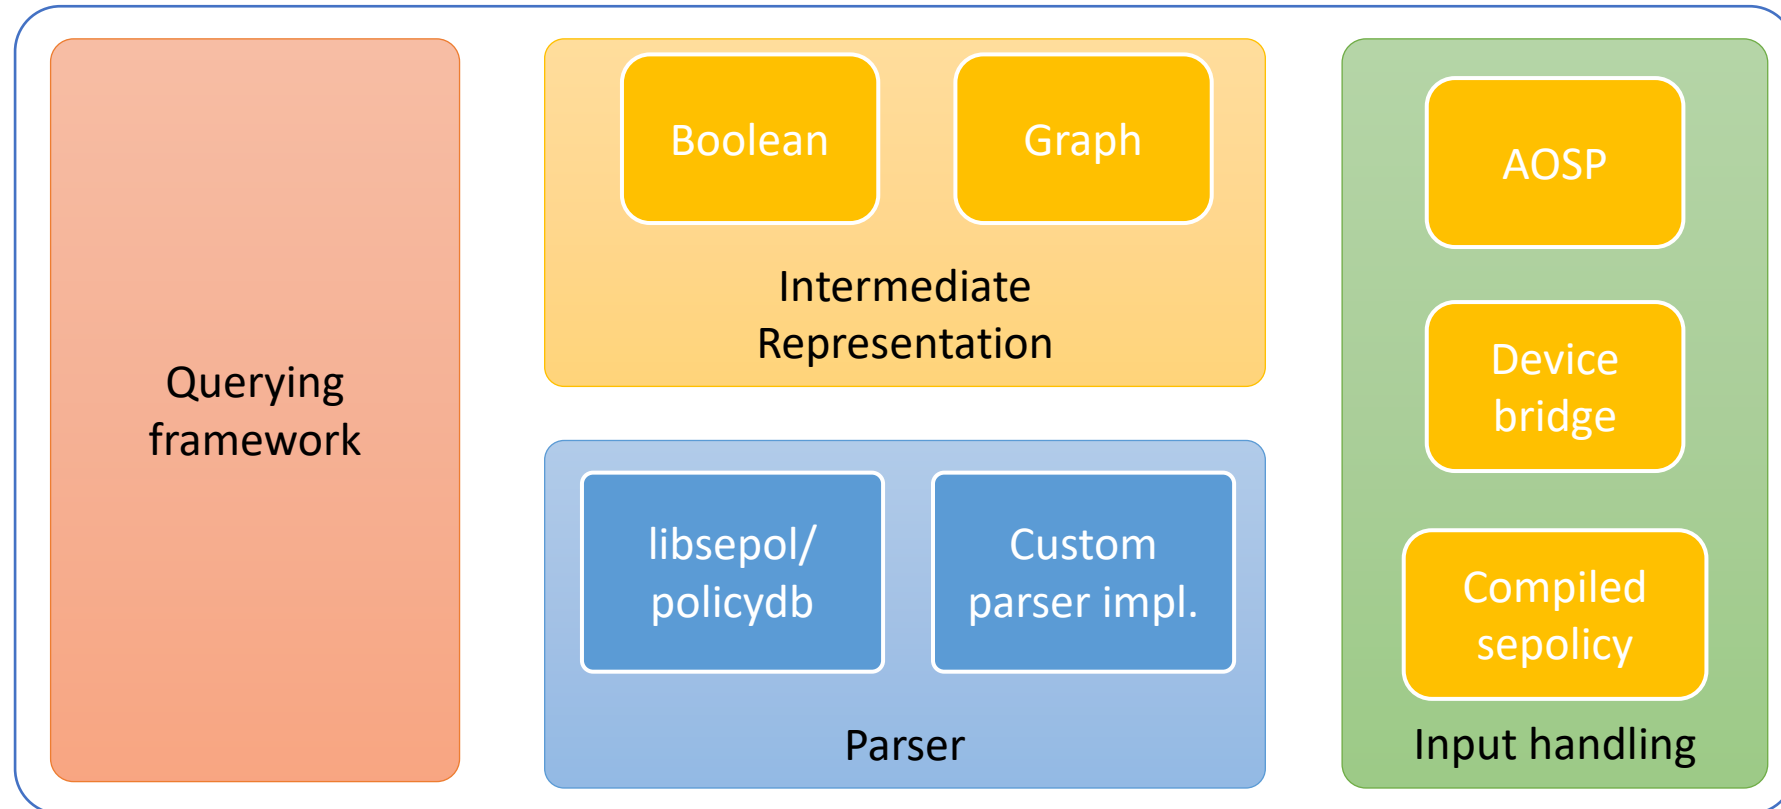 Querying
framework
Boolean
Graph
Intermediate
Representation
libsepol/
policydb
Custom
parser impl.
Parser
AOSP
Device
bridge
Compiled
sepolicy
Input handling